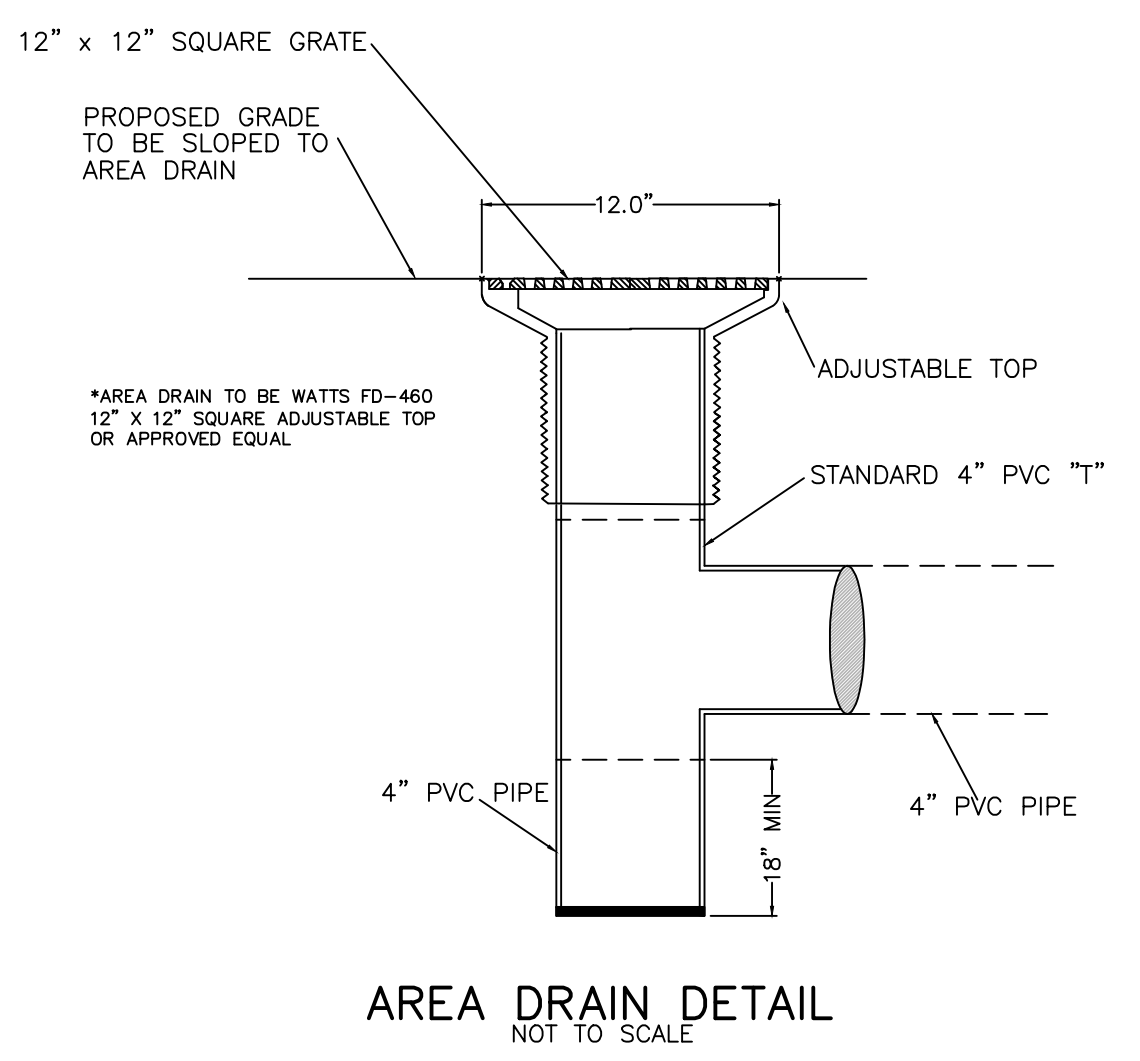 12” x 12” SQUARE GRATE
PROPOSED GRADE
TO BE SLOPED TO
AREA DRAIN
12.0”
ADJUSTABLE TOP
*AREA DRAIN TO BE WATTS FD-460
12” X 12” SQUARE ADJUSTABLE TOP
OR APPROVED EQUAL
STANDARD 4” PVC ”T”
4” PVC PIPE
18” MIN
4” PVC PIPE
AREA DRAIN DETAIL
NOT TO SCALE